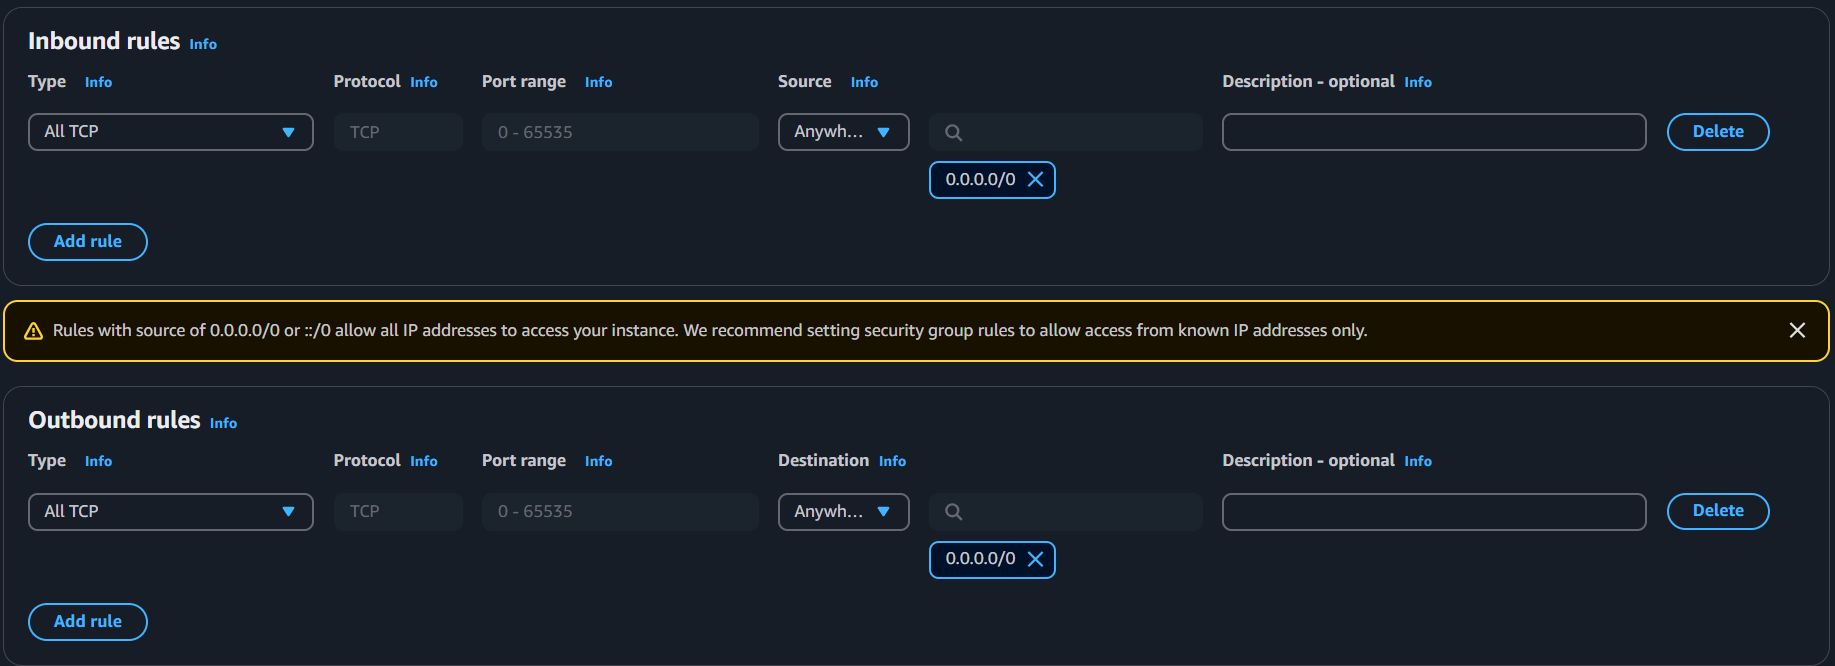 Inbound rules Info
Type Info Protocol Info Port range Info Source Info Description - optional Info
All TCP TCP 0 - 65535 Anywh... Delete
0.0.0.0/0
Add rule
Rules with source of 0.0.0.0/0 or ::/0 allow all IP addresses to access your instance. We recommend setting security group rules to allow access from known IP addresses only.
Outbound rules Info
Type Info Protocol Info Port range Info Destination Info Description - optional Info
All TCP TCP 0 - 65535 Anywh... Delete
0.0.0.0/0
Add rule